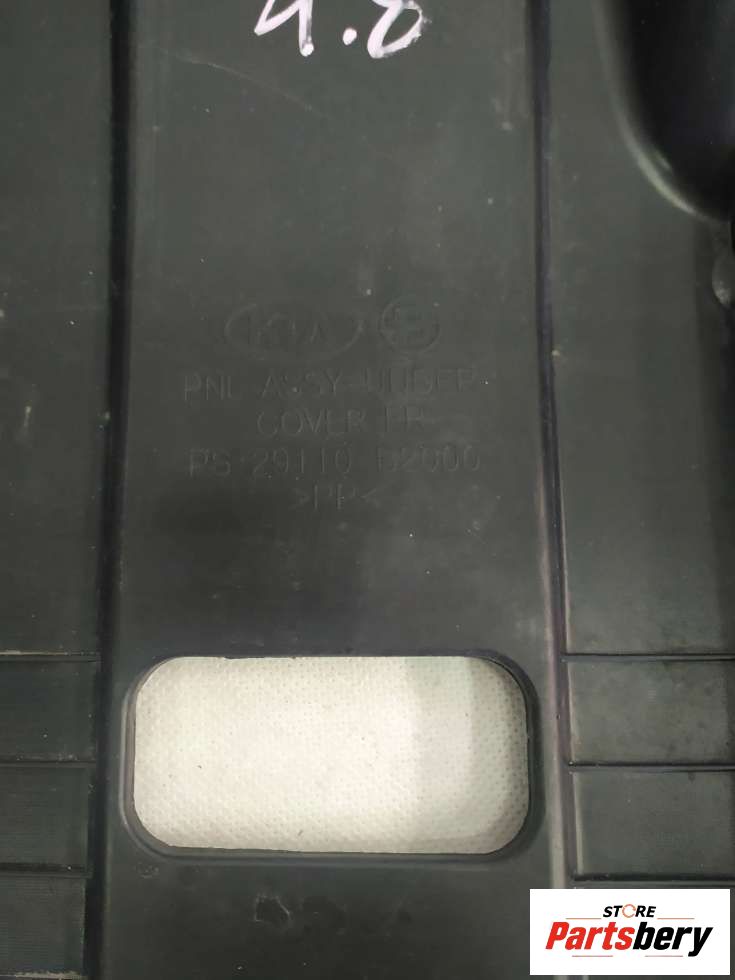 4.8
KIA
PNL ASSY-UNDER
COVER FR
PS 29110 B2000
>PP<
STORE
Partsbery